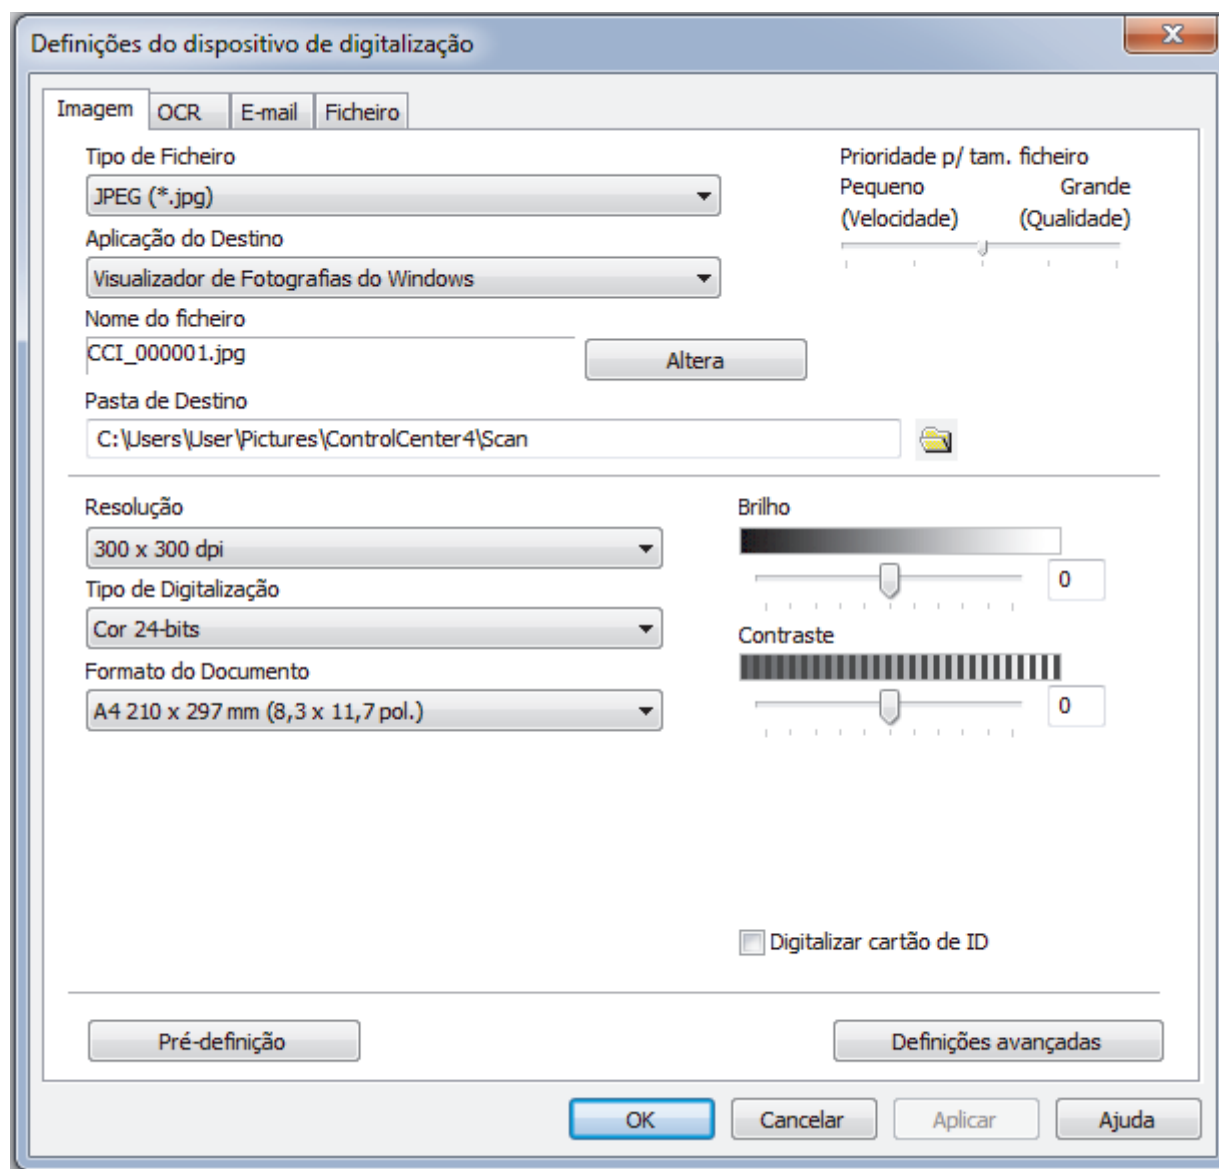 Definições do dispositivo de digitalização
Imagem
OCR
E-mail
Ficheiro
Tipo de Ficheiro
JPEG (*.jpg)
Aplicação do Destino
Visualizador de Fotografias do Windows
Nome do ficheiro
CCI_000001.jpg
Altera
Pasta de Destino
C:\Users\User\Pictures\ControlCenter4\Scan
Prioridade p/ tam. ficheiro
Pequeno Grande
(Velocidade) (Qualidade)
Resolução
300 x 300 dpi
Tipo de Digitalização
Cor 24-bits
Formato do Documento
A4 210 x 297 mm (8,3 x 11,7 pol.)
Brilho
0
Contraste
0
Digitalizar cartão de ID
Pré-definição
Definições avançadas
OK
Cancelar
Aplicar
Ajuda